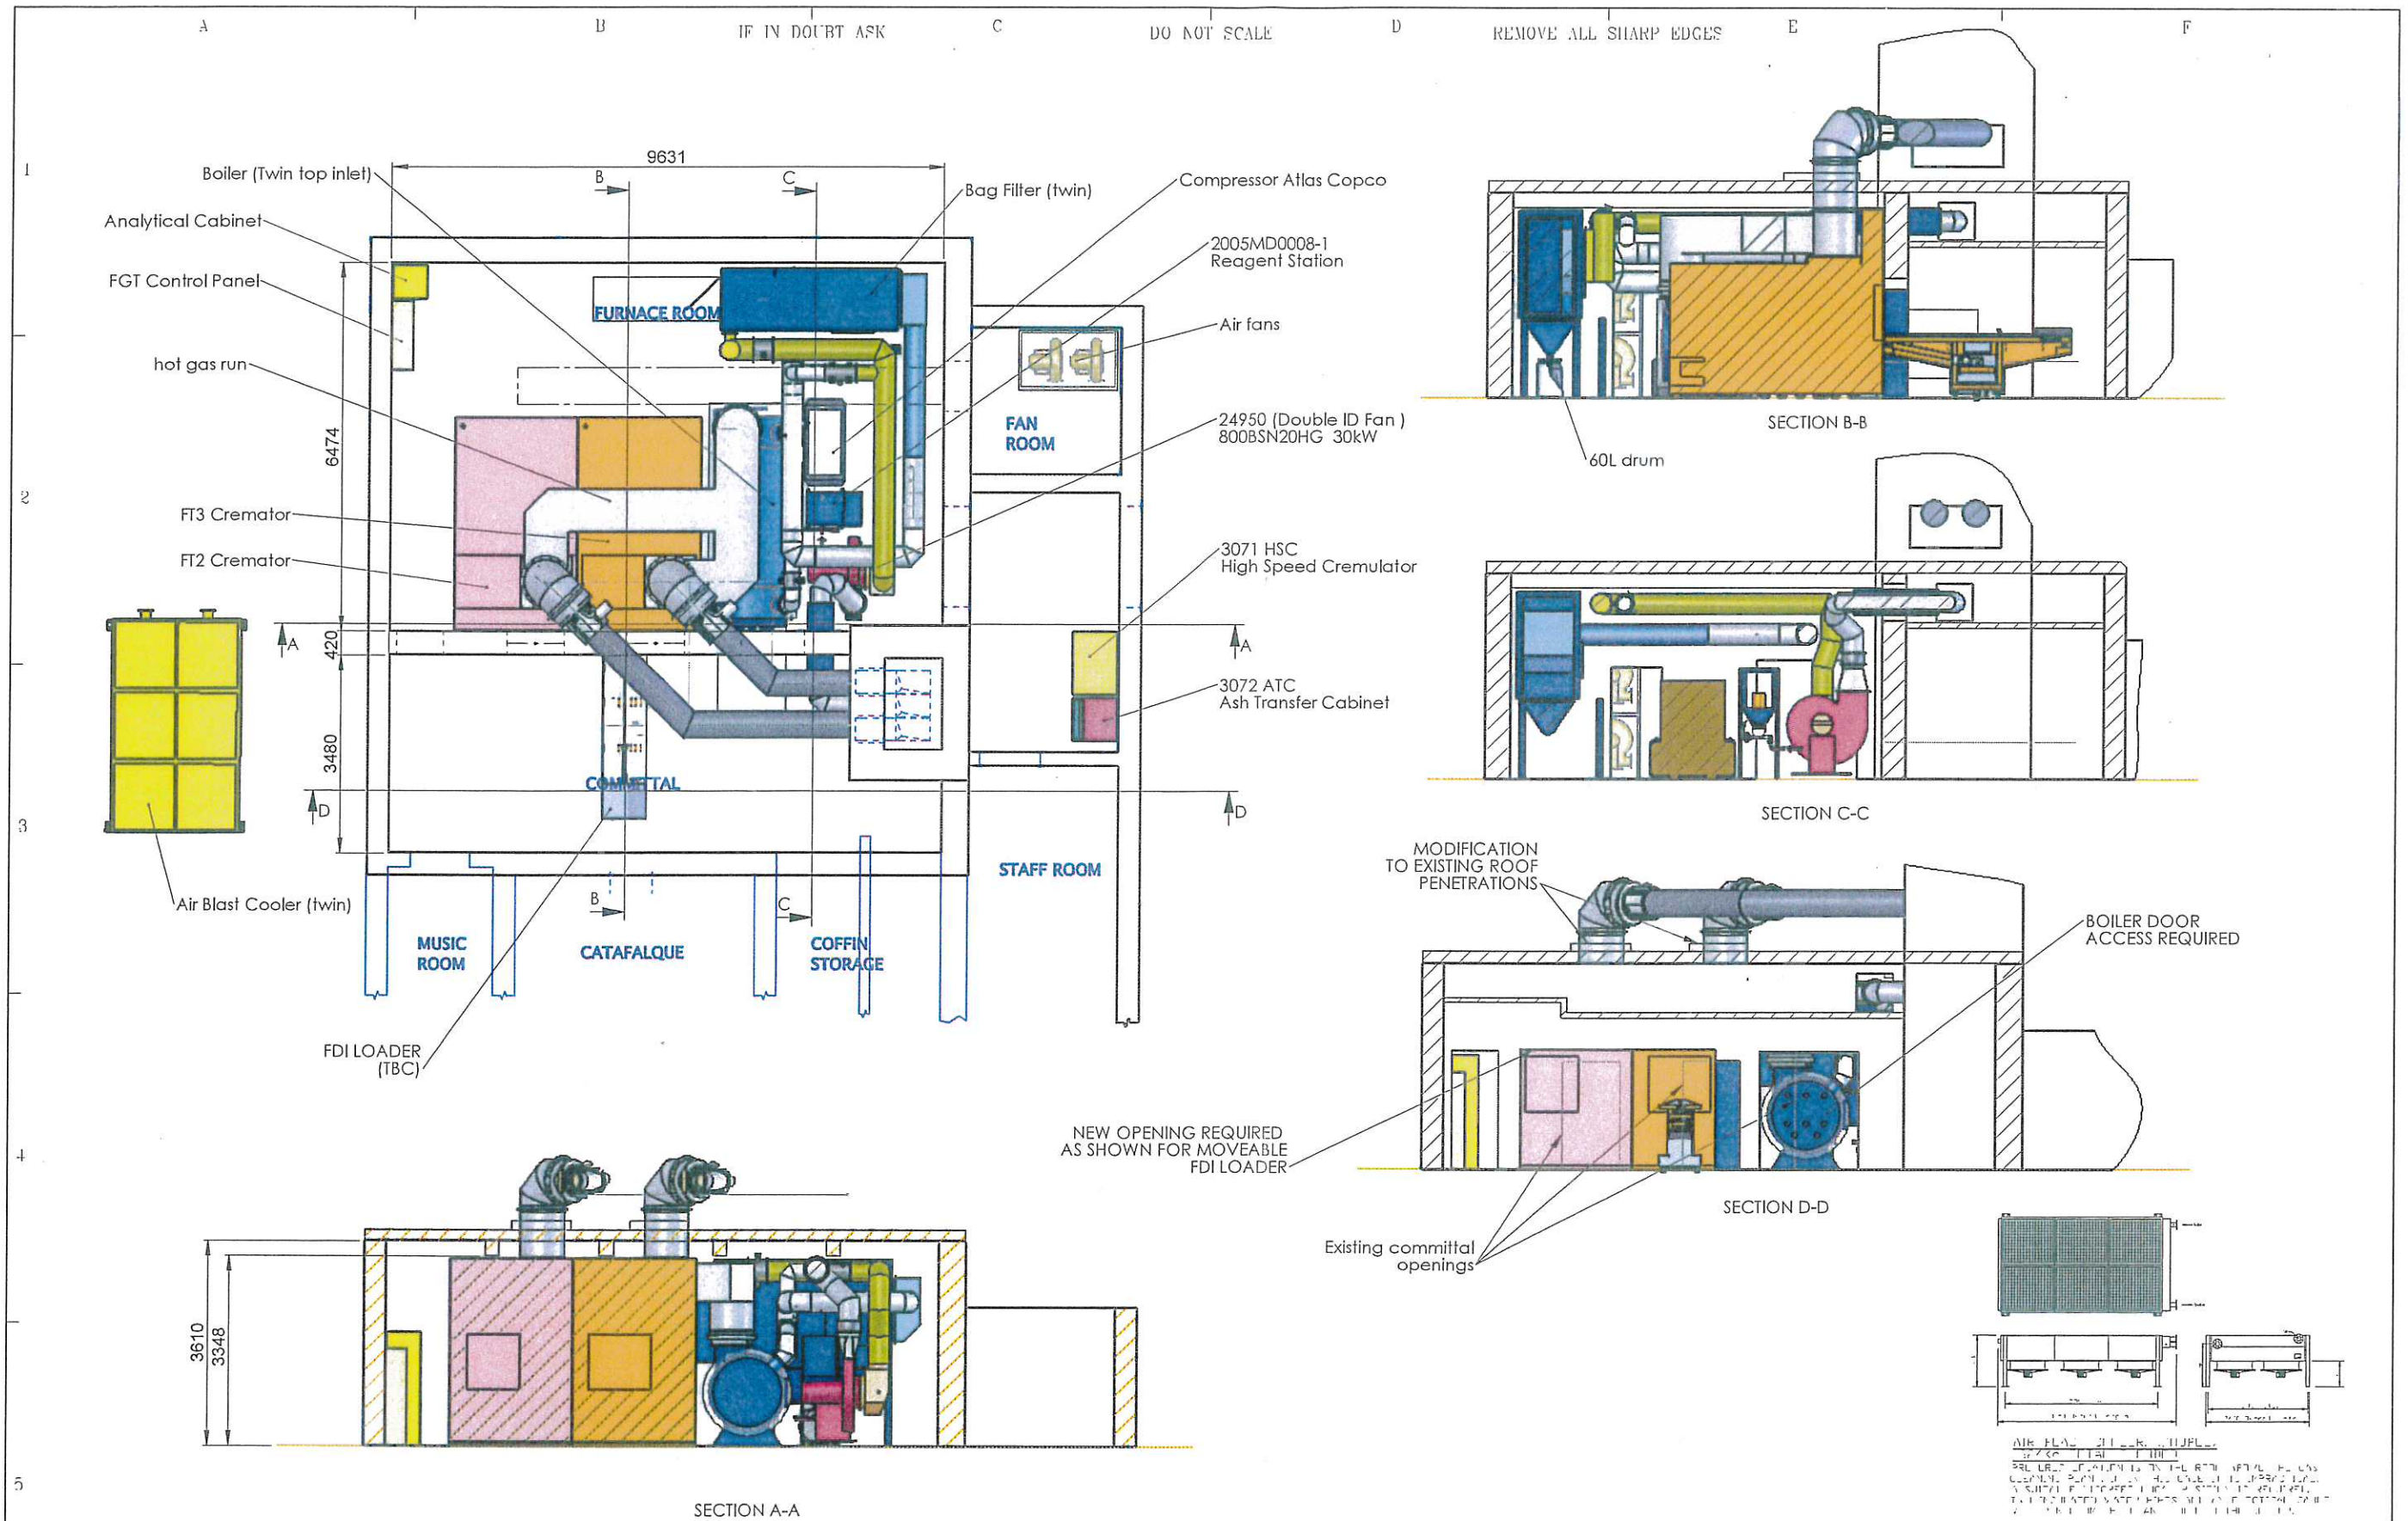 A
B
IF IN DOUBT ASK
C
DO NOT SCALE
D
REMOVE ALL SHARP EDGES
E
F
1
2
3
4
5
9631
B
C
Boiler (Twin top inlet)
Analytical Cabinet
FGT Control Panel
hot gas run
FT3 Cremator
FT2 Cremator
Air Blast Cooler (twin)
FDI LOADER
(TBC)
Compressor Atlas Copco
Bag Filter (twin)
2005MD0008-1
Reagent Station
Air fans
24950 (Double ID Fan )
800BSN20HG 30kW
3071 HSC
High Speed Cremulator
3072 ATC
Ash Transfer Cabinet
FURNACE ROOM
FAN
ROOM
6474
420
3480
A
A
D
D
COMMITTAL
STAFF ROOM
B
C
MUSIC
ROOM
CATAFALQUE
COFFIN
STORAGE
3610
3348
SECTION A-A
SECTION B-B
60L drum
SECTION C-C
MODIFICATION
TO EXISTING ROOF
PENETRATIONS
BOILER DOOR
ACCESS REQUIRED
NEW OPENING REQUIRED
AS SHOWN FOR MOVEABLE
FDI LOADER
SECTION D-D
Existing committal
openings